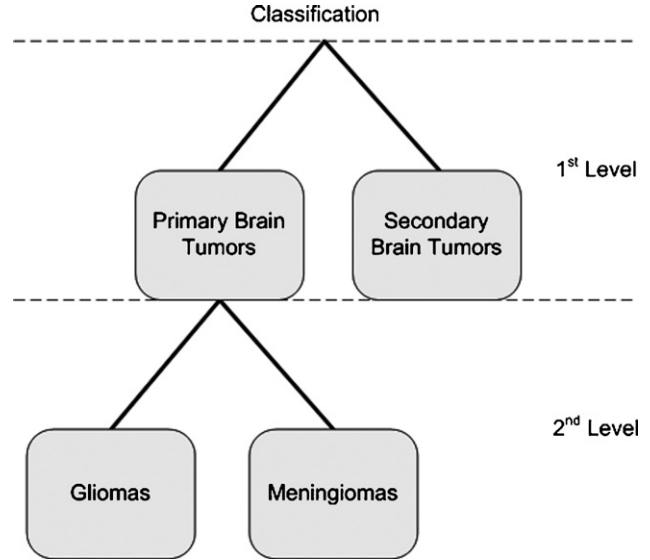 Classification
1st Level
Primary Brain
Tumors
Secondary
Brain Tumors
2nd Level
Gliomas
Meningiomas